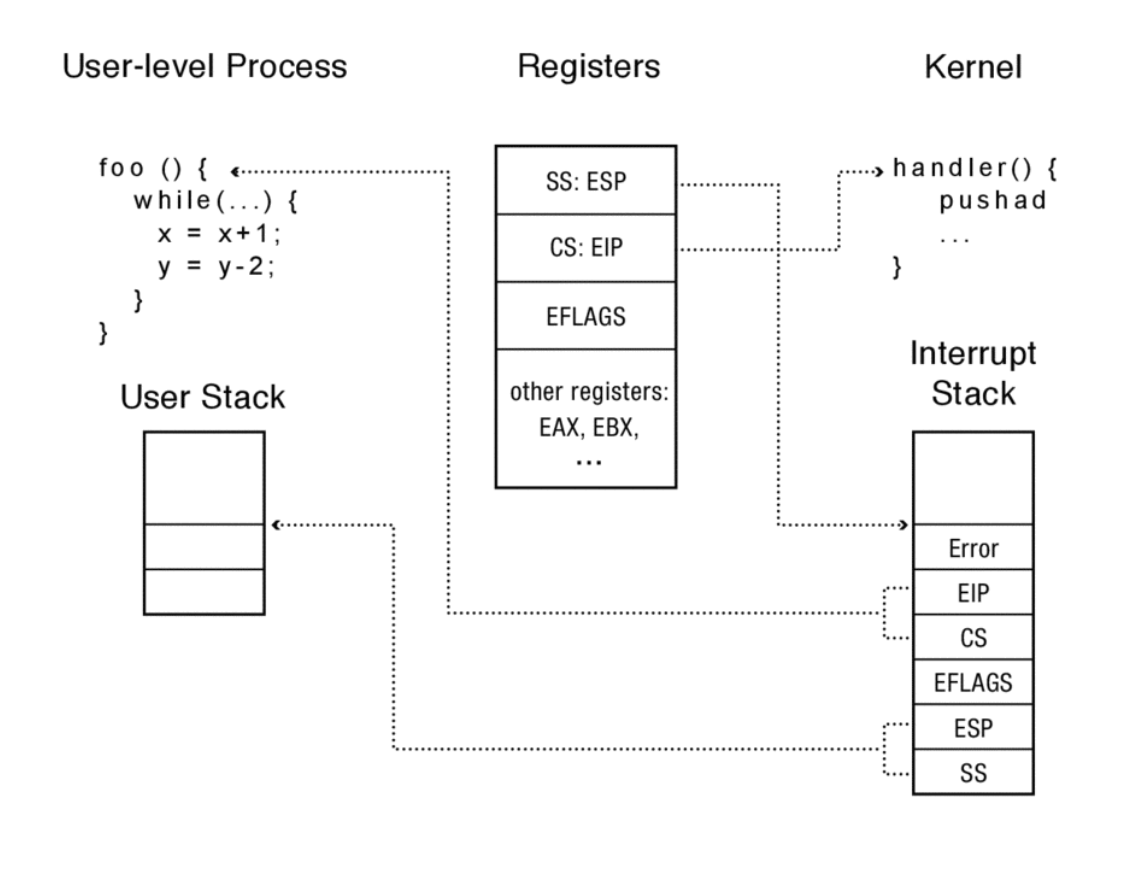 User-level Process
Registers
Kernel
foo () {
while(...) {
x = x+1;
y = y-2;
}
}
User Stack
SS: ESP
CS: EIP
EFLAGS
other registers:
EAX, EBX,
...
handler() {
pushad
...
}
Interrupt
Stack
Error
EIP
CS
EFLAGS
ESP
SS